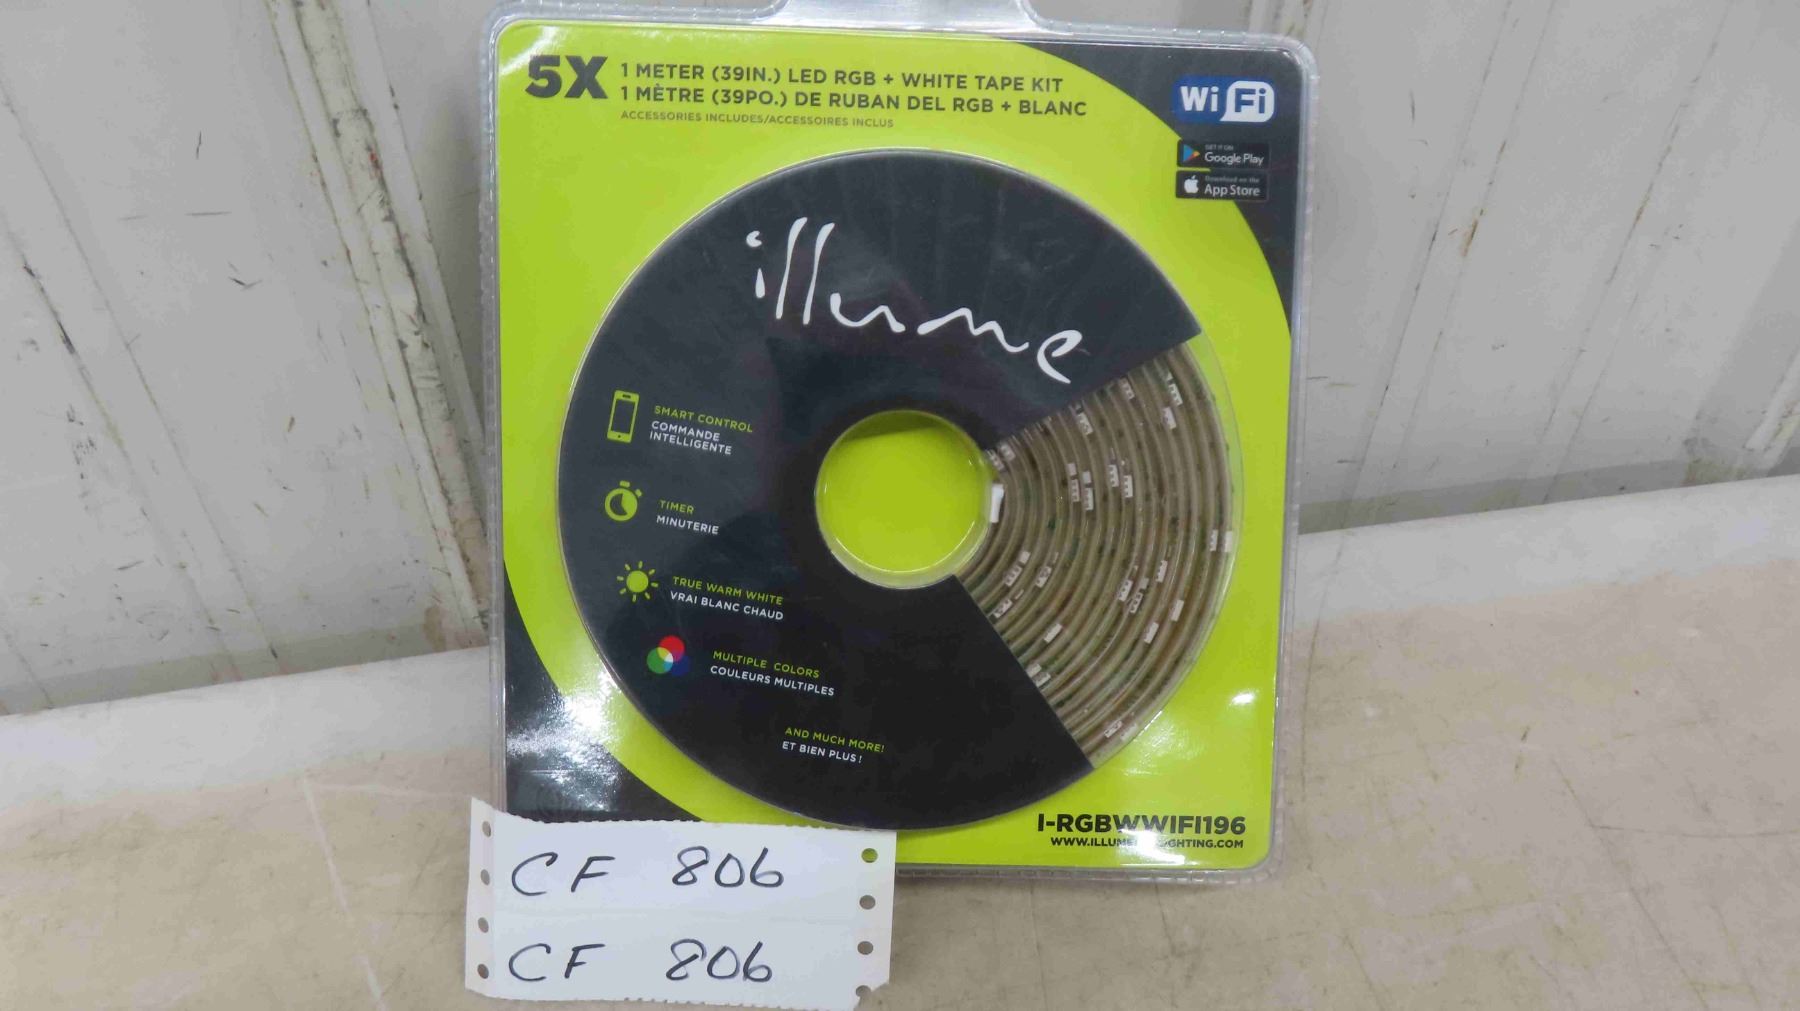 5X
1 METER (39IN.) LED RGB + WHITE TAPE KIT
1 MÈTRE (39PO.) DE RUBAN DEL RGB + BLANC
ACCESSORIES INCLUDES/ACCESSOIRES INCLUS
Wi Fi
GET IT ON
Google Play
Download on the
App Store
illume
SMART CONTROL
COMMANDE
INTELLIGENTE
TIMER
MINUTERIE
TRUE WARM WHITE
VRAI BLANC CHAUD
MULTIPLE COLORS
COULEURS MULTIPLES
AND MUCH MORE!
ET BIEN PLUS !
I-RGBWWIFI196
CF 806
CF 806